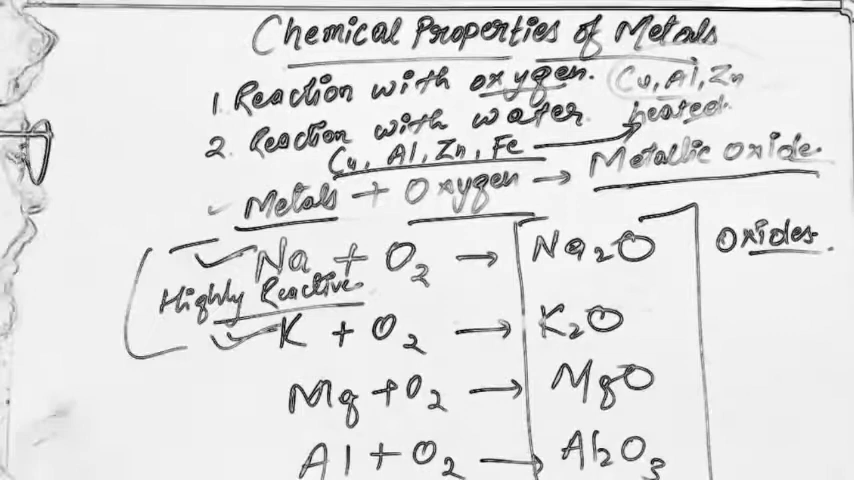 Chemical Properties of Metals
1. Reaction with oxygen. Cu, Al, Zn
2. Reaction with water. heated.
Cu, Al, Zn, Fe
Metals + Oxygen → Metallic oxide.
Na + O2 → Na2O Oxides.
Highly Reactive.
K + O2 → K2O
Mg + O2 → MgO
Al + O2 → Al2O3